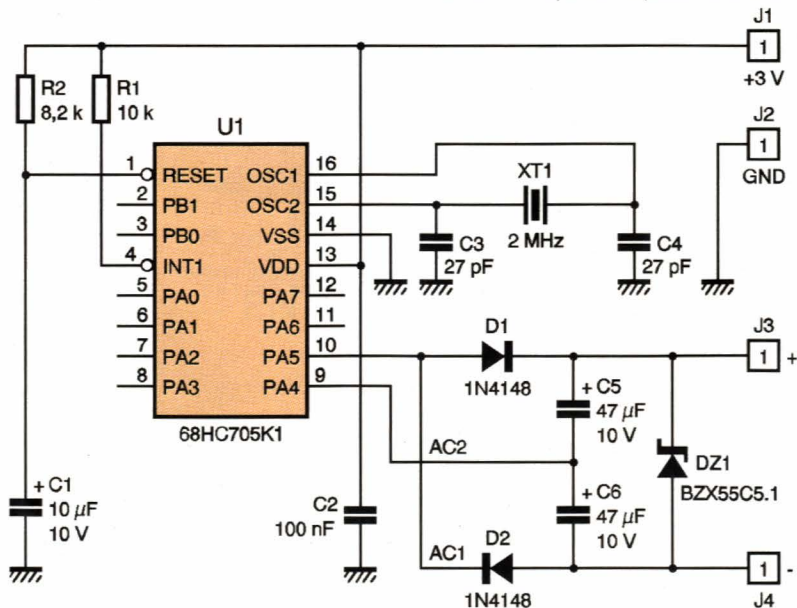 J1
1
+3 V
R2
8,2 k
R1
10 k
J2
1
GND
U1
1 RESET OSC1 16
2 PB1 OSC2 15
3 PB0 VSS 14
4 INT1 VDD 13
5 PA0 PA7 12
6 PA1 PA6 11
7 PA2 PA5 10
8 PA3 PA4 9
68HC705K1
XT1
2 MHz
C3
27 pF
C4
27 pF
D1
1N4148
J3
1 +
+ C5
47 µF
10 V
AC2
DZ1
BZX55C5.1
+ C1
10 µF
10 V
C2
100 nF
+ C6
47 µF
10 V
AC1
D2
1N4148
1 -
J4